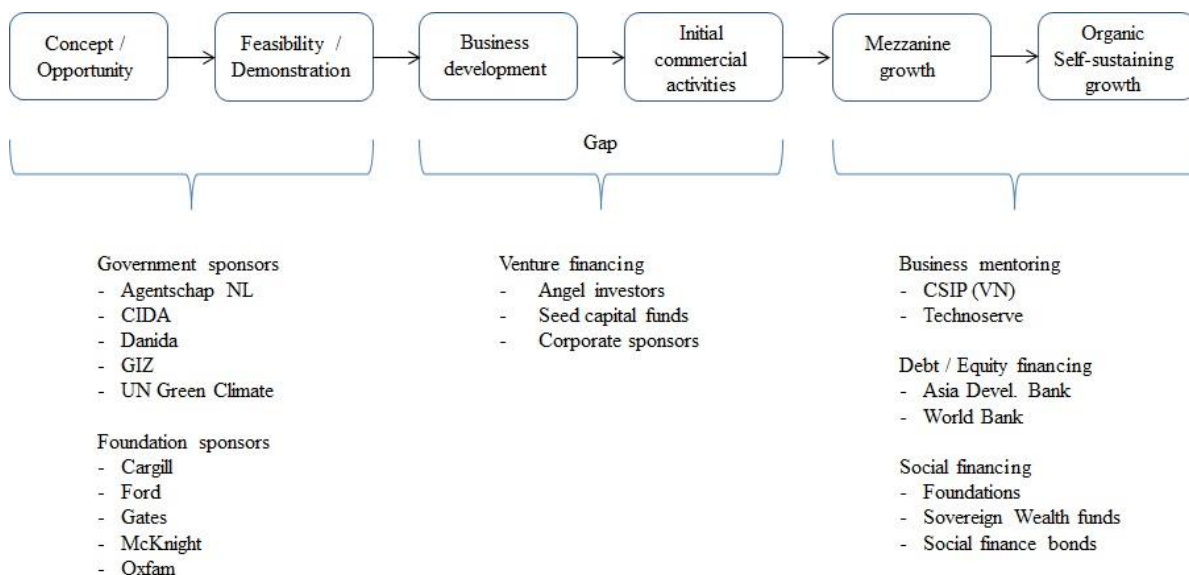 Concept /
Opportunity
Feasibility /
Demonstration
Business
development
Initial
commercial
activities
Mezzanine
growth
Organic
Self-sustaining
growth
Gap
Government sponsors
- Agentschap NL
- CIDA
- Danida
- GIZ
- UN Green Climate
Foundation sponsors
- Cargill
- Ford
- Gates
- McKnight
- Oxfam
Venture financing
- Angel investors
- Seed capital funds
- Corporate sponsors
Business mentoring
- CSIP (VN)
- Technoserve
Debt / Equity financing
- Asia Devel. Bank
- World Bank
Social financing
- Foundations
- Sovereign Wealth funds
- Social finance bonds